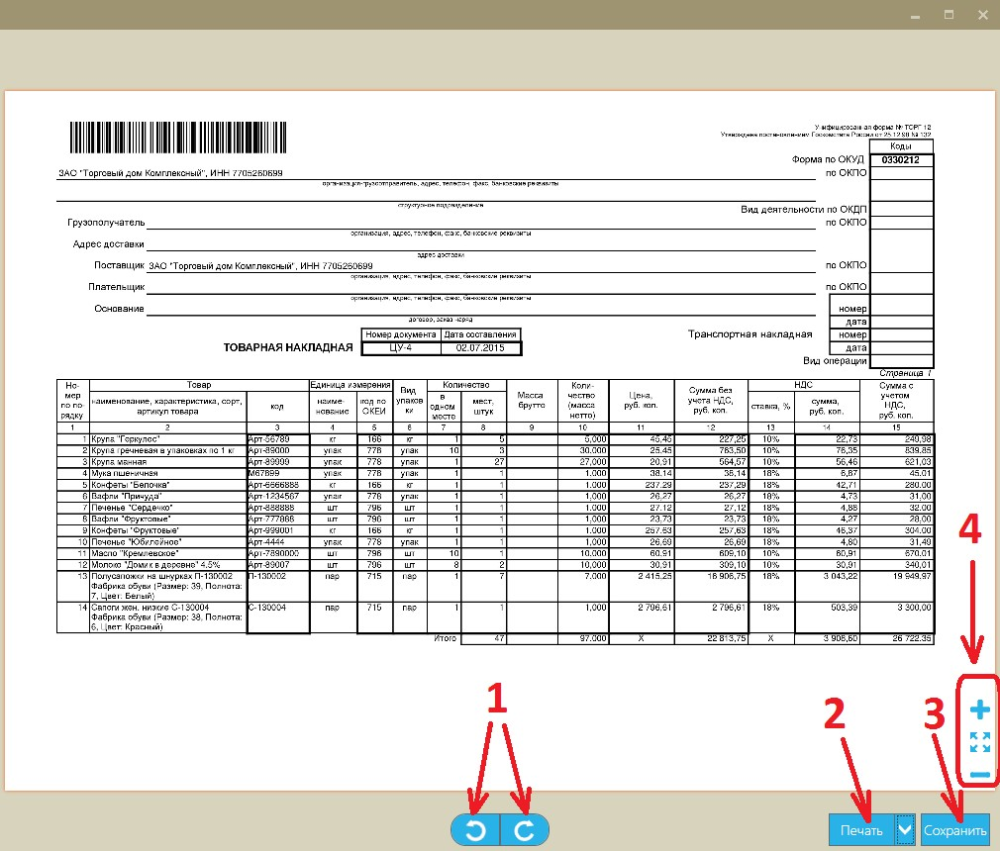 Унифицированная форма № ТОРГ 12
Утверждена постановлением Госкомстата России от 25.12.98 № 132
Коды
Форма по ОКУД 0330212
ЗАО "Торговый дом Комплексный", ИНН 7705260699 по ОКПО
организация-грузоотправитель, адрес, телефон, факс, банковские реквизиты
структурное подразделение
Вид деятельности по ОКДП
Грузополучатель по ОКПО
организация, адрес, телефон, факс, банковские реквизиты
Адрес доставки
адрес доставки
Поставщик ЗАО "Торговый дом Комплексный", ИНН 7705260699 по ОКПО
организация, адрес, телефон, факс, банковские реквизиты
Плательщик по ОКПО
организация, адрес, телефон, факс, банковские реквизиты
Основание номер
договор, заказ-наряд
дата
Номер документа Дата составления
Транспортная накладная номер
ТОВАРНАЯ НАКЛАДНАЯ ЦУ-4 02.07.2015 дата
Вид операции
Страница 1
Но-мер по по-рядку Товар Единица измерения Вид упаков ки Количество Масса брутто Коли-чество (масса нетто) Цена, руб. коп. Сумма без учета НДС, руб. коп. НДС Сумма с учетом НДС, руб. коп.
наименование, характеристика, сорт, артикул товара код наиме-нование код по ОКЕИ в одном месте мест, штук ставка, % сумма, руб. коп.
1 2 3 4 5 6 7 8 9 10 11 12 13 14 15
1 Крупа "Геркулес" Арт-56789 кг 166 кг 1 5 5,000 45,45 227,25 10% 22,73 249,98
2 Крупа гречневая в упаковках по 1 кг Арт-89000 упак 778 упак 10 3 30,000 25,45 763,50 10% 76,35 839,85
3 Крупа манная Арт-89999 упак 778 упак 1 27 27,000 20,91 564,57 10% 56,46 621,03
4 Мука пшеничная М67899 упак 778 упак 1 1 1,000 38,14 38,14 18% 6,87 45,01
5 Конфеты "Белочка" Арт-6666888 кг 166 кг 1 1 1,000 237,29 237,29 18% 42,71 280,00
6 Вафли "Причуда" Арт-1234567 упак 778 упак 1 1 1,000 26,27 26,27 18% 4,73 31,00
7 Печенье "Сердечко" Арт-888888 шт 796 шт 1 1 1,000 27,12 27,12 18% 4,88 32,00
8 Вафли "Фруктовые" Арт-777888 шт 796 шт 1 1 1,000 23,73 23,73 18% 4,27 28,00
9 Конфеты "Фруктовые" Арт-999001 кг 166 кг 1 1 1,000 257,63 257,63 18% 46,37 304,00
10 Печенье "Юбилейное" Арт-4444 упак 778 упак 1 1 1,000 26,69 26,69 18% 4,80 31,49
11 Масло "Кремлевское" Арт-7890000 шт 796 шт 10 1 10,000 60,91 609,10 10% 60,91 670,01
12 Молоко "Домик в деревне" 4.5% Арт-89007 шт 796 шт 8 2 10,000 30,91 309,10 10% 30,91 340,01
13 Полусапожки на шнурках П-130002 П-130002 пар 715 пар 1 7 7,000 2 415,25 16 906,75 18% 3 043,22 19 949,97
Фабрика обуви (Размер: 39, Полнота:
7, Цвет: Белый)
14 Сапоги жен. низкие С-130004 С-130004 пар 715 пар 1 1 1,000 2 796,61 2 796,61 18% 503,39 3 300,00
Фабрика обуви (Размер: 38, Полнота:
6, Цвет: Красный)
Итого 47 97,000 Х 22 813,75 Х 3 908,60 26 722,35
4
1
2
3
Печать
Сохранить